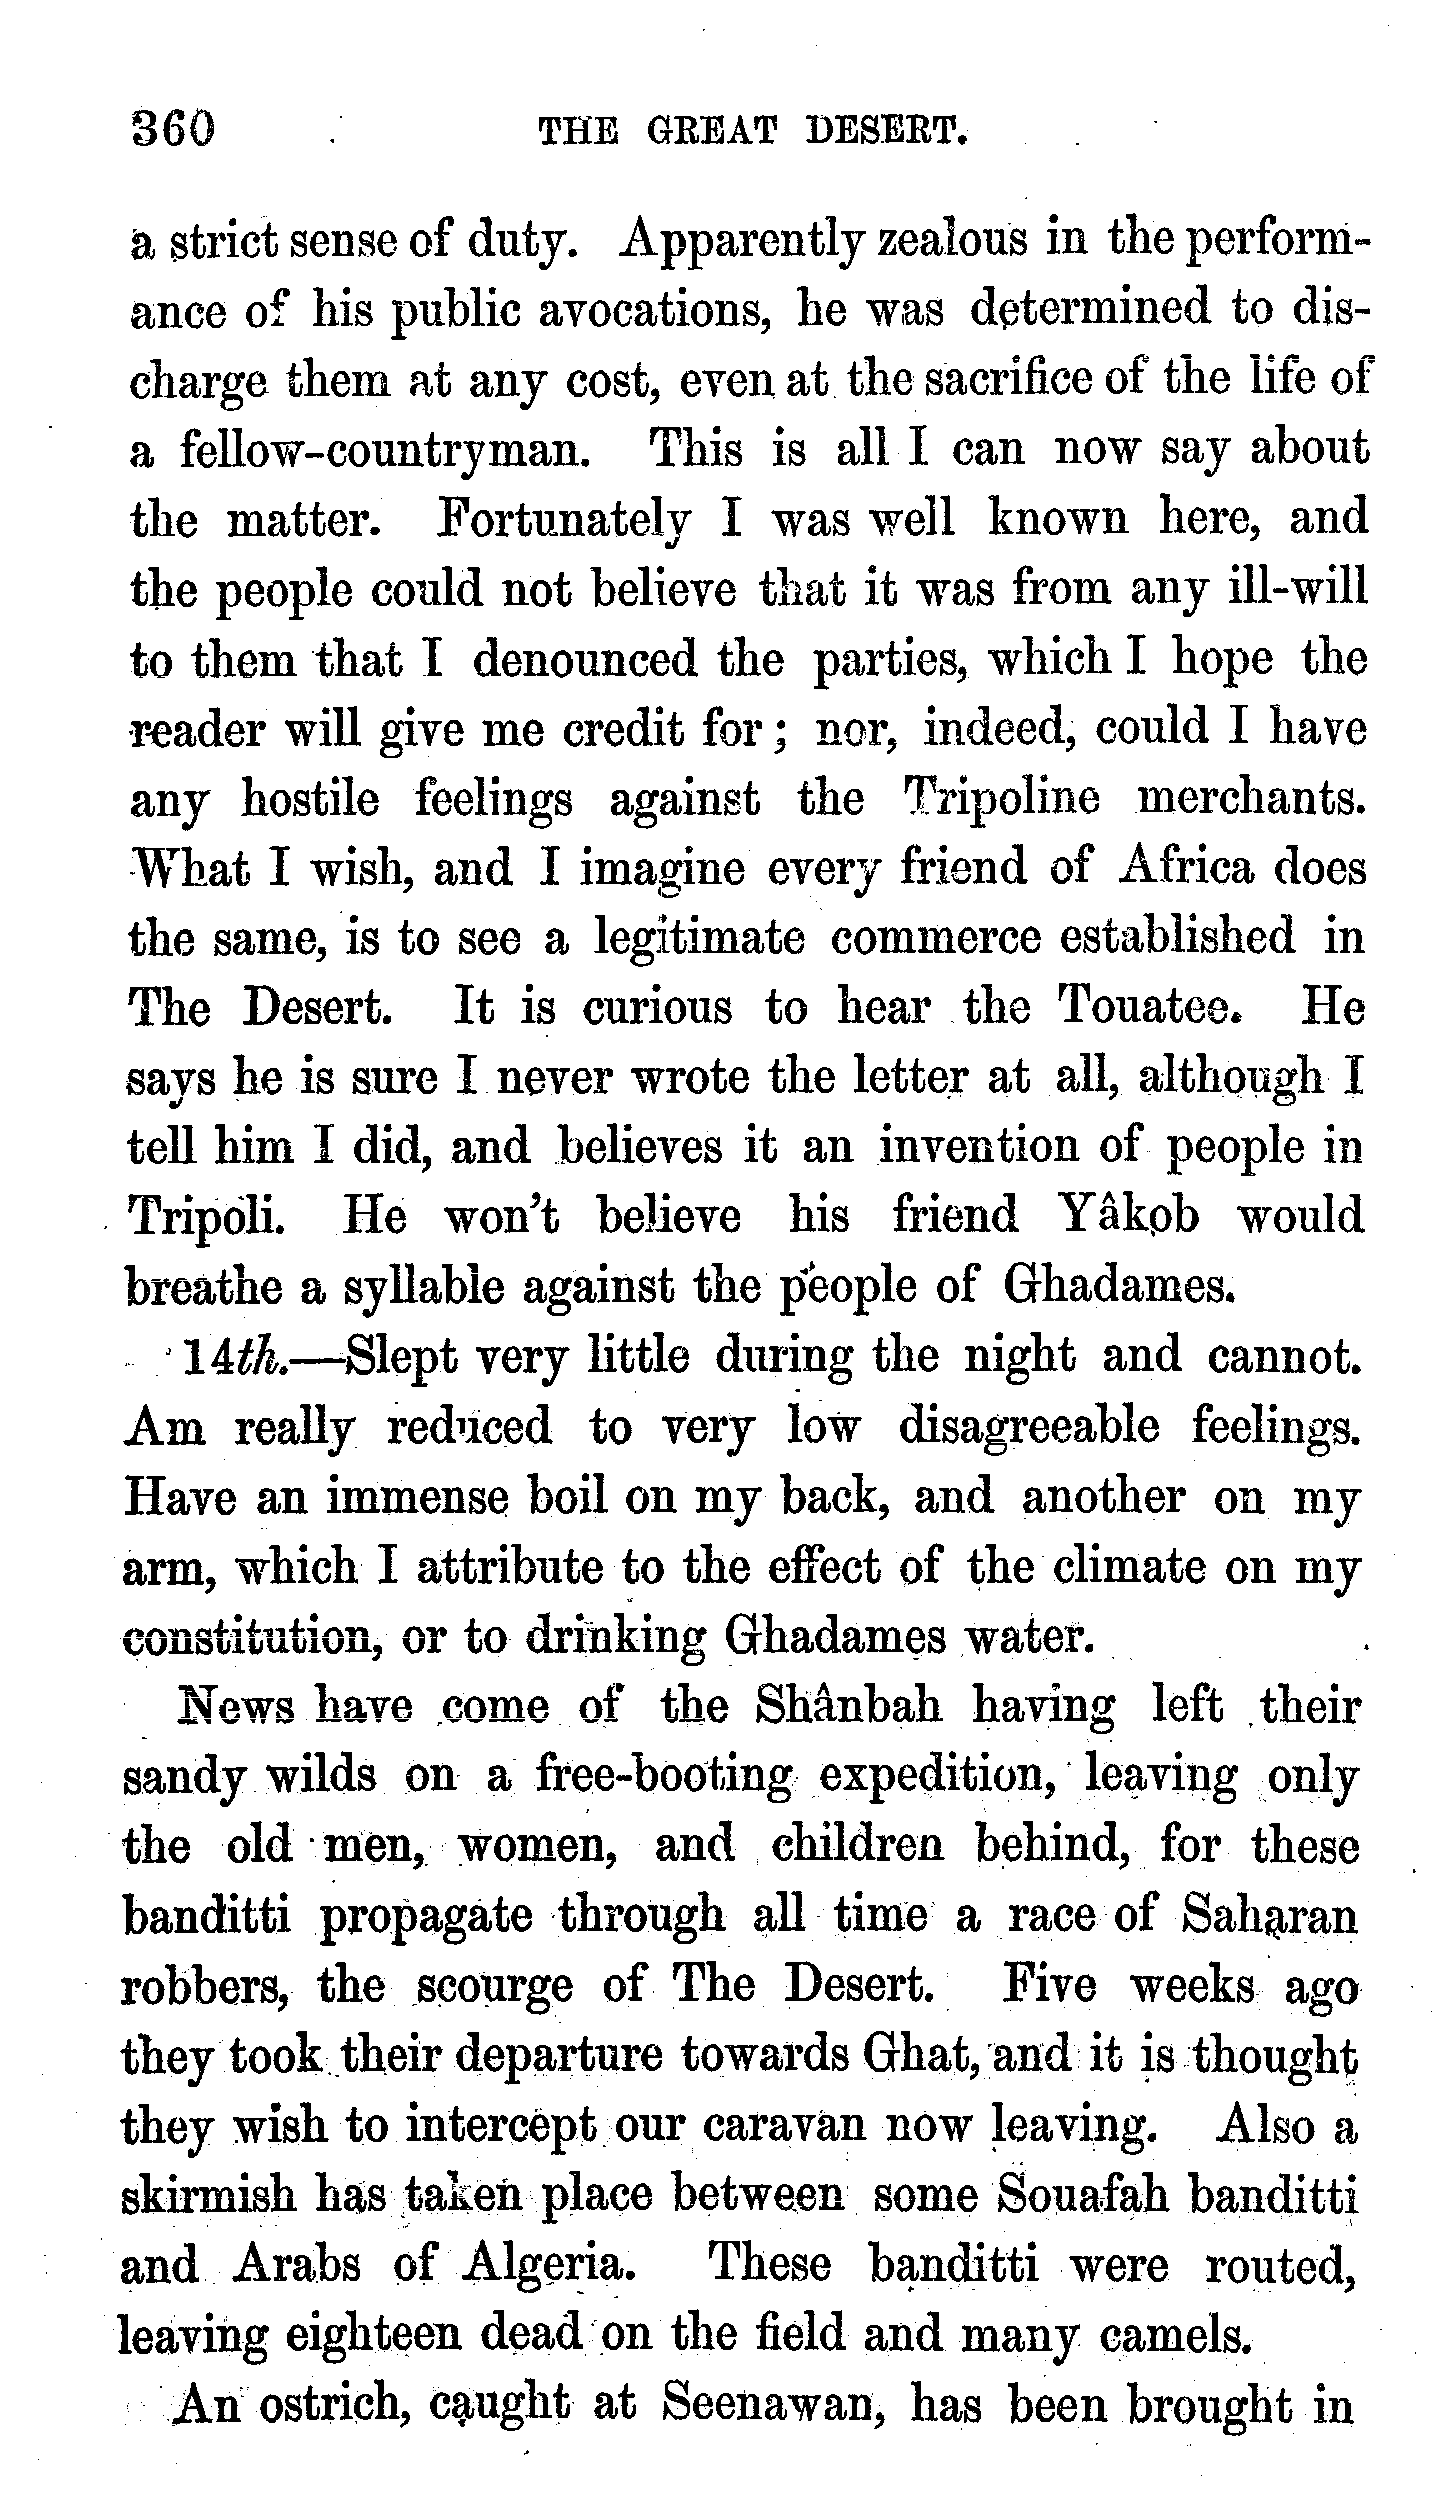 360 THE GREAT DESERT.
a strict sense of duty. Apparently zealous in the perform-
ance of his public avocations, he was determined to dis-
charge them at any cost, even at the sacrifice of the life of
a fellow-countryman. This is all I can now say about
the matter. Fortunately I was well known here, and
the people could not believe that it was from any ill-will
to them that I denounced the parties, which I hope the
reader will give me credit for; nor, indeed, could I have
any hostile feelings against the Tripoline merchants.
What I wish, and I imagine every friend of Africa does
the same, is to see a legitimate commerce established in
The Desert. It is curious to hear the Touatee. He
says he is sure I never wrote the letter at all, although I
tell him I did, and believes it an invention of people in
Tripoli. He won't believe his friend Yâkob would
breathe a syllable against the people of Ghadames.
14th.—Slept very little during the night and cannot.
Am really reduced to very low disagreeable feelings.
Have an immense boil on my back, and another on my
arm, which I attribute to the effect of the climate on my
constitution, or to drinking Ghadames water.
News have come of the Shânbah having left their
sandy wilds on a free-booting expedition, leaving only
the old men, women, and children behind, for these
banditti propagate through all time a race of Saharan
robbers, the scourge of The Desert. Five weeks ago
they took their departure towards Ghat, and it is thought
they wish to intercept our caravan now leaving. Also a
skirmish has taken place between some Souafah banditti
and Arabs of Algeria. These banditti were routed,
leaving eighteen dead on the field and many camels.
An ostrich, caught at Seenawan, has been brought in